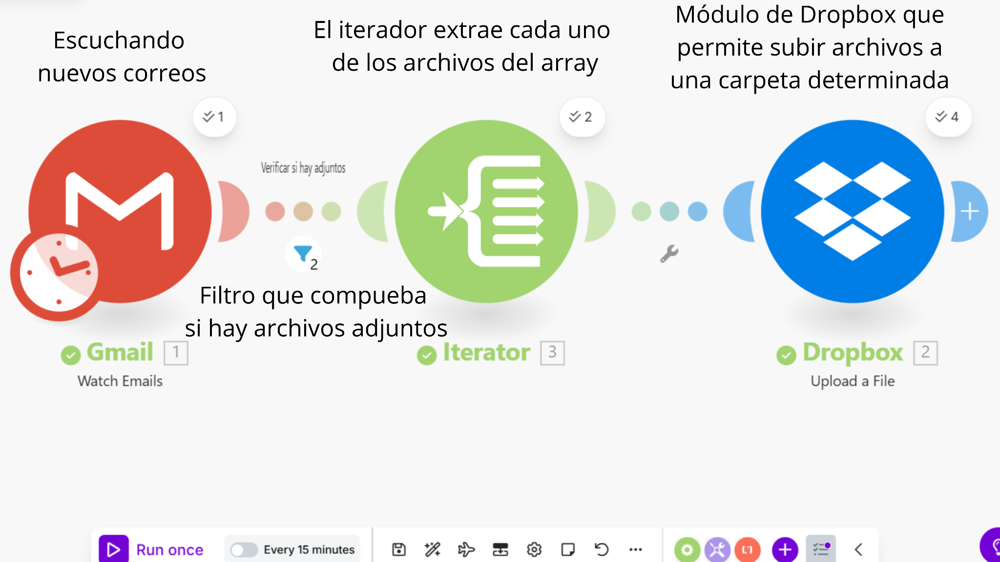 Escuchando
nuevos correos
El iterador extrae cada uno
de los archivos del array
Módulo de Dropbox que
permite subir archivos a
una carpeta determinada
1
2
4
Verificar si hay adjuntos
2
Filtro que compueba
si hay archivos adjuntos
Gmail 1
Watch Emails
Iterator 3
Dropbox 2
Upload a File
Run once
Every 15 minutes